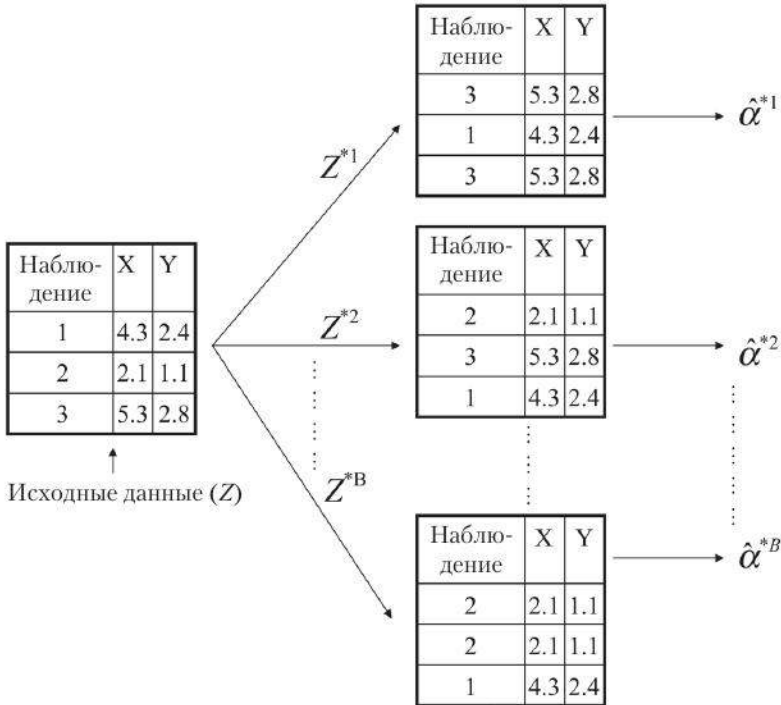 Наблю-
дение X Y
3 5.3 2.8
1 4.3 2.4
3 5.3 2.8
α̂*1
Z*1
Наблю-
дение X Y
1 4.3 2.4
2 2.1 1.1
3 5.3 2.8
Исходные данные (Z)
Z*2
Наблю-
дение X Y
2 2.1 1.1
3 5.3 2.8
1 4.3 2.4
α̂*2
Z*B
Наблю-
дение X Y
2 2.1 1.1
2 2.1 1.1
1 4.3 2.4
α̂*B